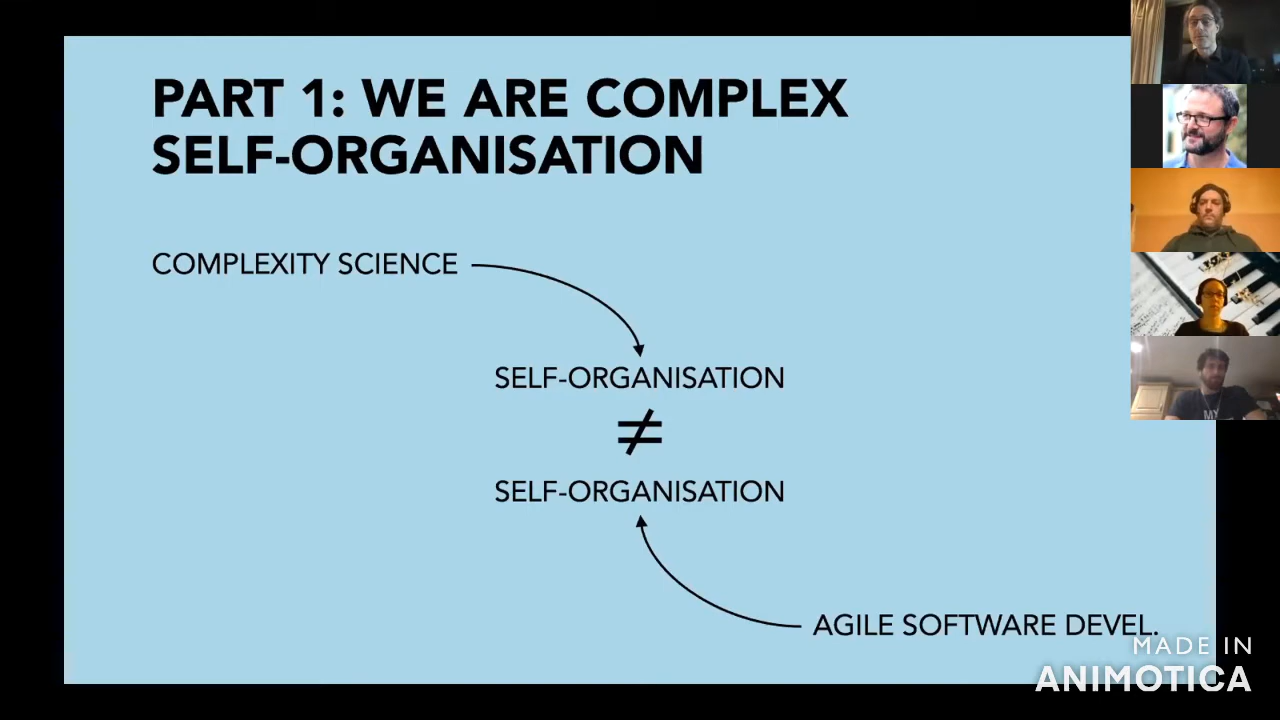 PART 1: WE ARE COMPLEX
SELF-ORGANISATION
COMPLEXITY SCIENCE
SELF-ORGANISATION
≠
SELF-ORGANISATION
AGILE SOFTWARE DEVEL.
MADE IN
ANIMOTICA